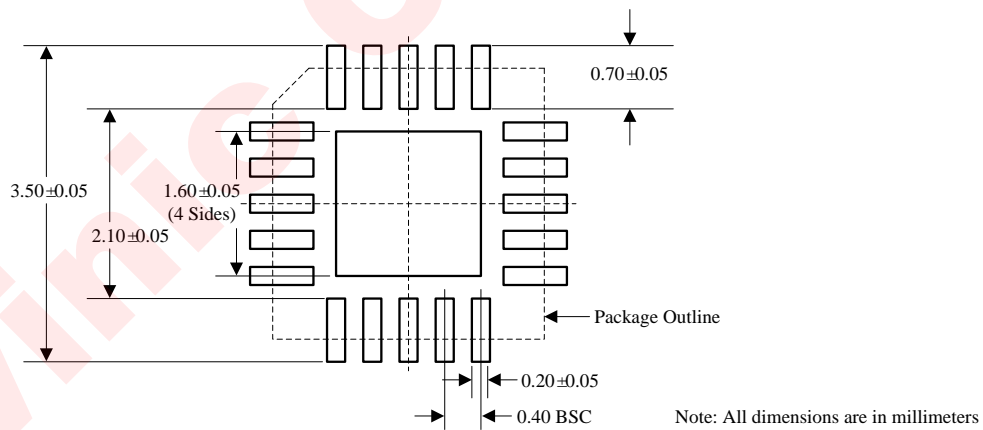 0.70±0.05
3.50±0.05
1.60±0.05
(4 Sides)
2.10±0.05
Package Outline
0.20±0.05
0.40 BSC
Note: All dimensions are in millimeters